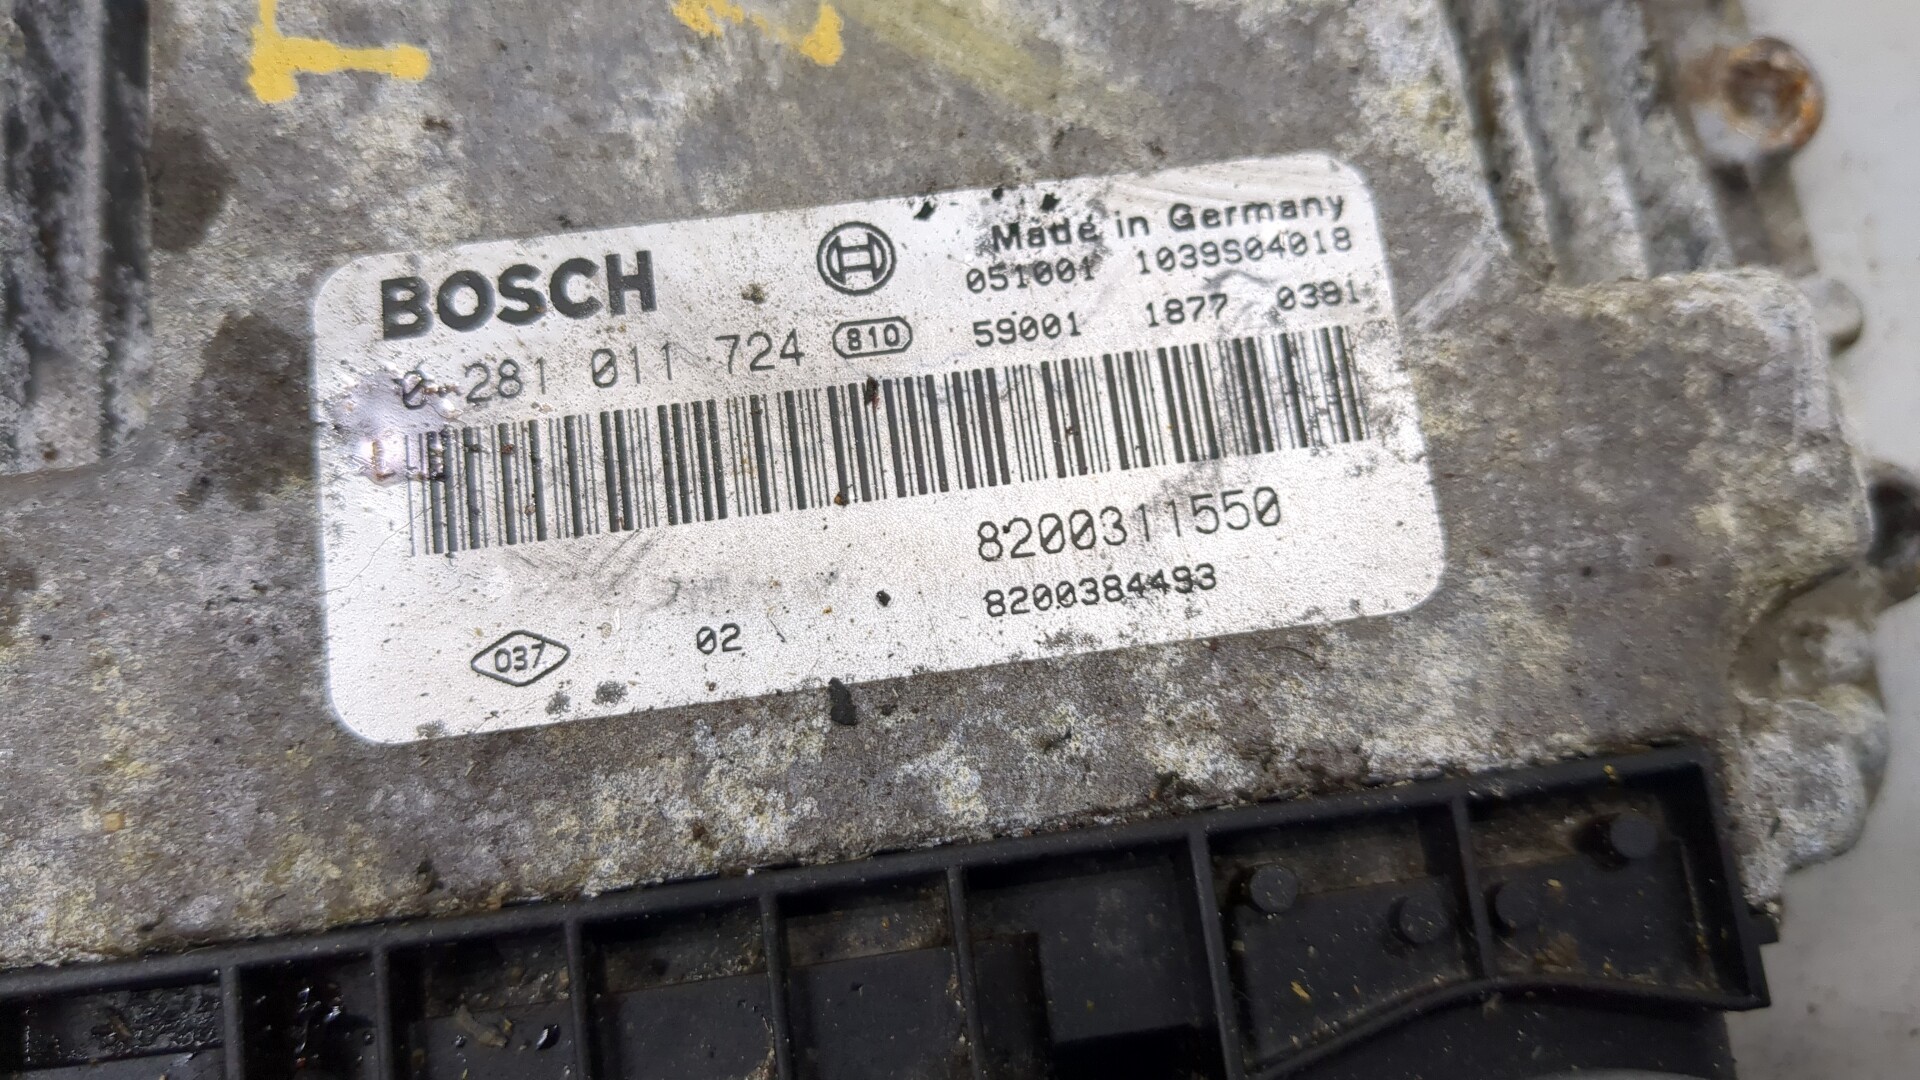 BOSCH
Made in Germany
051001 1039S04018
0 281 011 724 810 59001 1877 0381
8200311550
8200384493
037 02